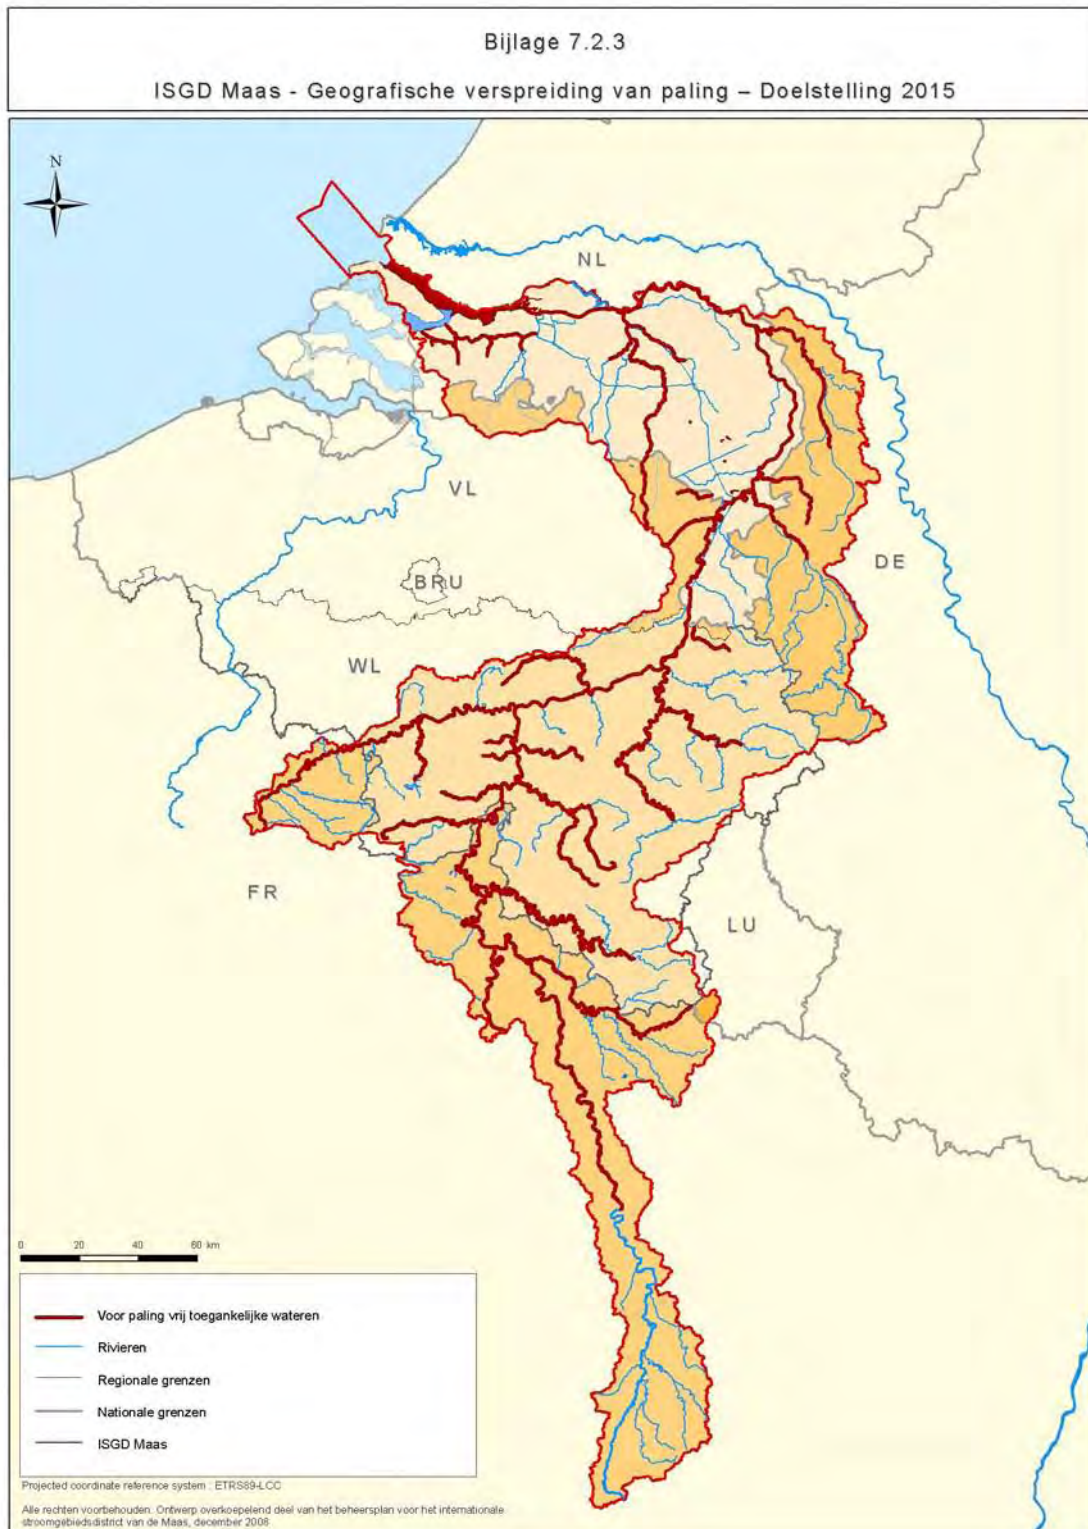 Bijlage 7.2.3
ISGD Maas - Geografische verspreiding van paling – Doelstelling 2015
N
NL
VL
DE
BRU
WL
FR
LU
0 20 40 60 km
Voor paling vrij toegankelijke wateren
Rivieren
Regionale grenzen
Nationale grenzen
ISGD Maas
Projected coordinate reference system : ETRS89-LCC
Alle rechten voorbehouden: Ontwerp overkoepelend deel van het beheersplan voor het internationale
stroomgebiedsdistrict van de Maas, december 2008